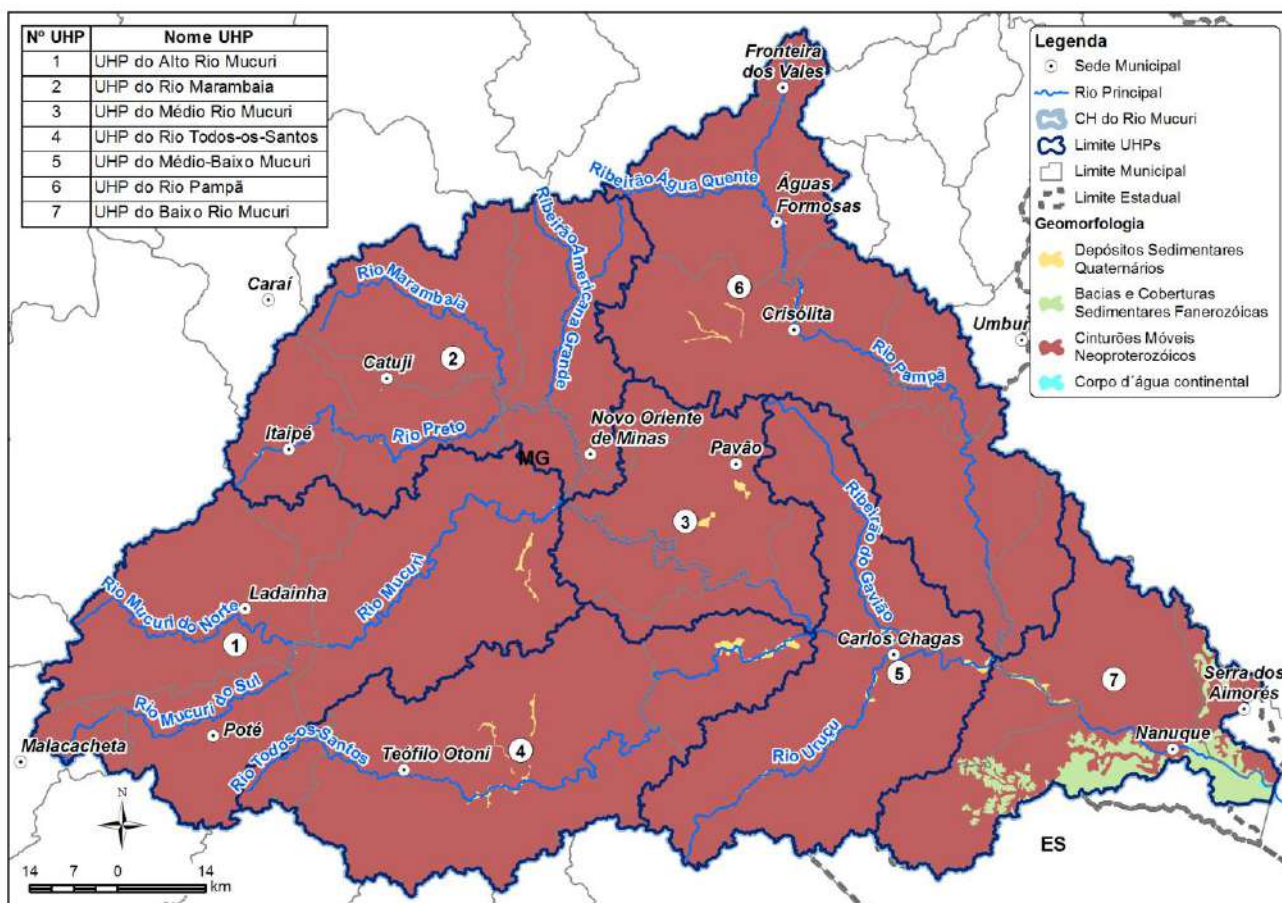 Nº UHP Nome UHP
1 UHP do Alto Rio Mucuri
2 UHP do Rio Marambaia
3 UHP do Médio Rio Mucuri
4 UHP do Rio Todos-os-Santos
5 UHP do Médio-Baixo Mucuri
6 UHP do Rio Pampã
7 UHP do Baixo Rio Mucuri
Legenda
Sede Municipal
Rio Principal
CH do Rio Mucuri
Limite UHPs
Limite Municipal
Limite Estadual
Geomorfologia
Depósitos Sedimentares
Quaternários
Bacias e Coberturas
Sedimentares Fanerozóicas
Cinturões Móveis
Neoproterozóicos
Corpo d´água continental
Fronteira
dos Vales
Ribeirão Água Quente
Águas
Formosas
Ribeirão Americana Grande
Rio Marambaia
Caraí
6
Crisólita
Umbur
Rio Pampã
Catuji
2
Novo Oriente
de Minas
Itaipé
Rio Preto
MG
Pavão
Ribeirão do Gavião
3
Rio Mucuri
Ladainha
Rio Mucuri do Norte
1
Carlos Chagas
5
7
Serra dos
Aimorés
Rio Mucuri do Sul
Poté
Malacacheta
Rio Todos-os-Santos
Teófilo Otoni
4
Rio Uruçu
Nanuque
ES
N
14 7 0 14
km